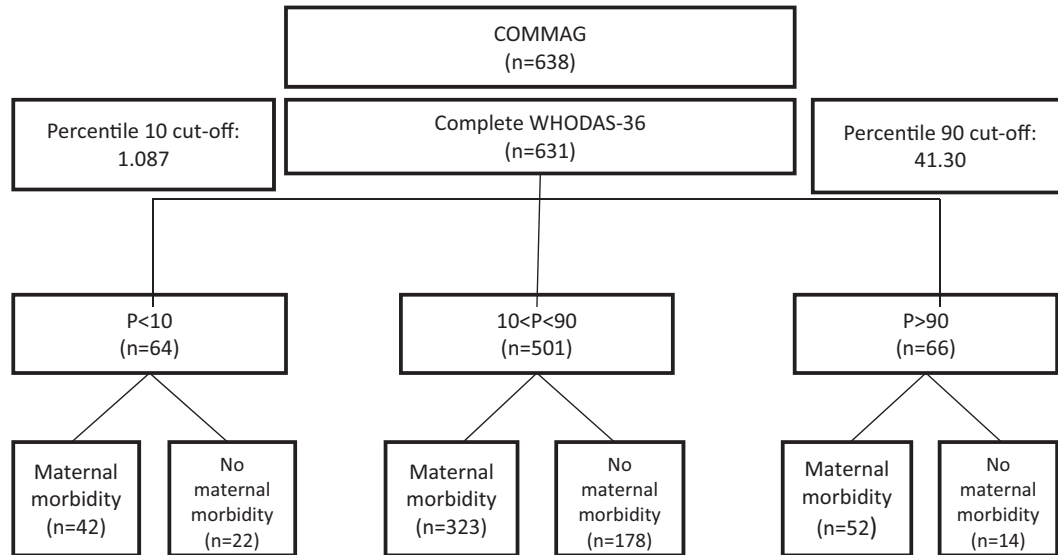 COMMAG
(n=638)
Percentile 10 cut-off:
1.087
Complete WHODAS-36
(n=631)
Percentile 90 cut-off:
41.30
P<10
(n=64)
10<P<90
(n=501)
P>90
(n=66)
Maternal
morbidity
(n=42)
No
maternal
morbidity
(n=22)
Maternal
morbidity
(n=323)
No
maternal
morbidity
(n=178)
Maternal
morbidity
(n=52)
No
maternal
morbidity
(n=14)